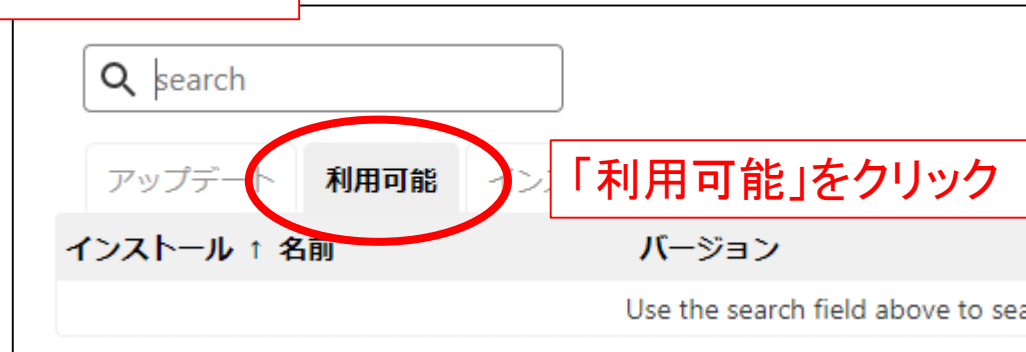 search
アップデート 利用可能 イン
「利用可能」をクリック
インストール ↑ 名前 バージョン
Use the search field above to